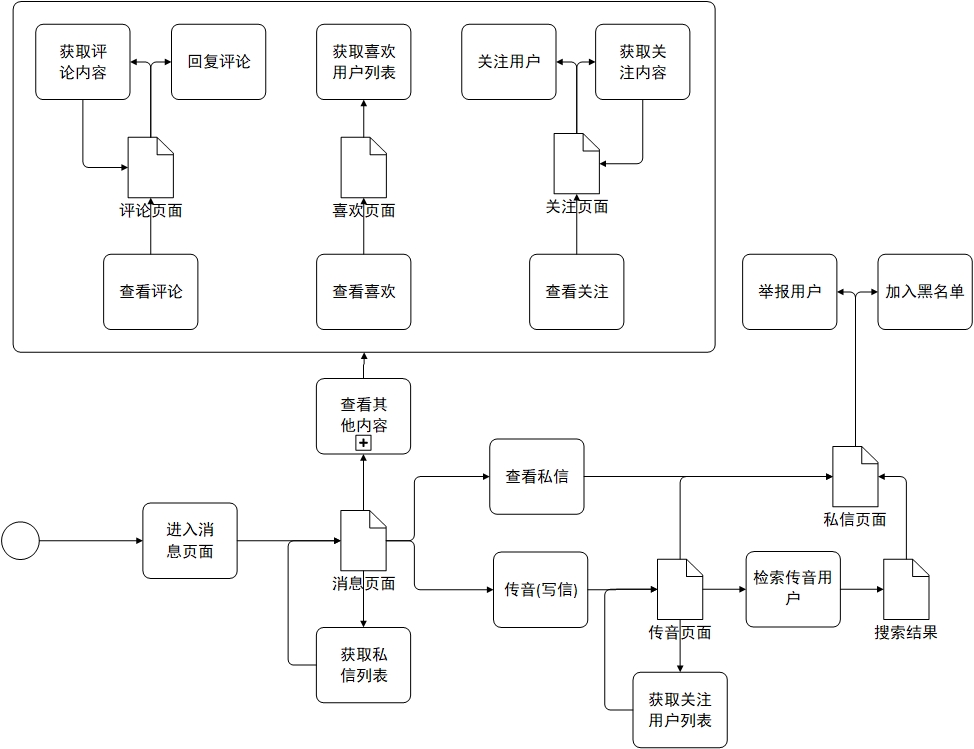 获取评
论内容
回复评论
获取喜欢
用户列表
关注用户
获取关
注内容
评论页面
喜欢页面
关注页面
查看评论
查看喜欢
查看关注
举报用户
加入黑名单
查看其
他内容
查看私信
私信页面
进入消
息页面
消息页面
传音(写信)
传音页面
检索传音用
户
搜索结果
获取私
信列表
获取关注
用户列表